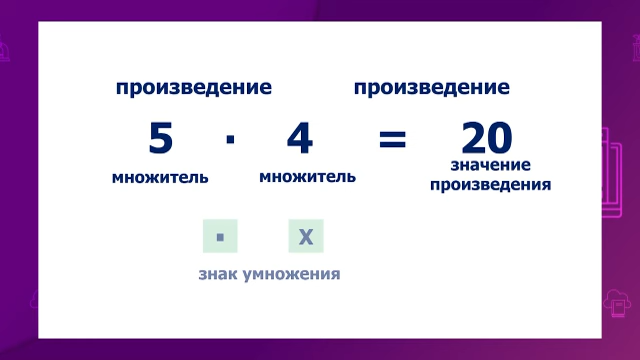 произведение произведение
5 · 4 = 20
множитель множитель значение
произведения
· X
знак умножения